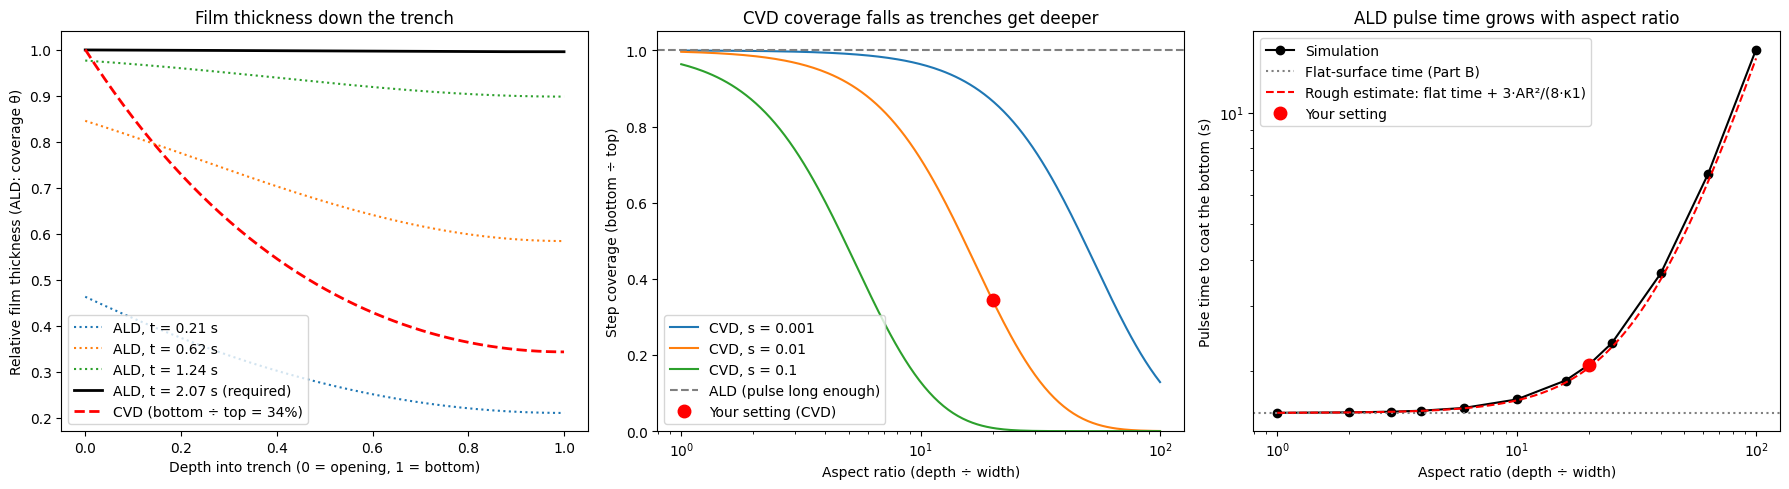 Film thickness down the trench
Relative film thickness (ALD: coverage θ)
1.0
0.9
0.8
0.7
0.6
0.5
0.4
0.3
0.2
ALD, t = 0.21 s
ALD, t = 0.62 s
ALD, t = 1.24 s
ALD, t = 2.07 s (required)
CVD (bottom ÷ top = 34%)
0.0 0.2 0.4 0.6 0.8 1.0
Depth into trench (0 = opening, 1 = bottom)
CVD coverage falls as trenches get deeper
Step coverage (bottom ÷ top)
1.0
0.8
0.6
0.4
0.2
0.0
CVD, s = 0.001
CVD, s = 0.01
CVD, s = 0.1
ALD (pulse long enough)
Your setting (CVD)
10⁰ 10¹ 10²
Aspect ratio (depth ÷ width)
ALD pulse time grows with aspect ratio
Pulse time to coat the bottom (s)
10¹
Simulation
Flat-surface time (Part B)
Rough estimate: flat time + 3·AR²/(8·κ1)
Your setting
10⁰ 10¹ 10²
Aspect ratio (depth ÷ width)